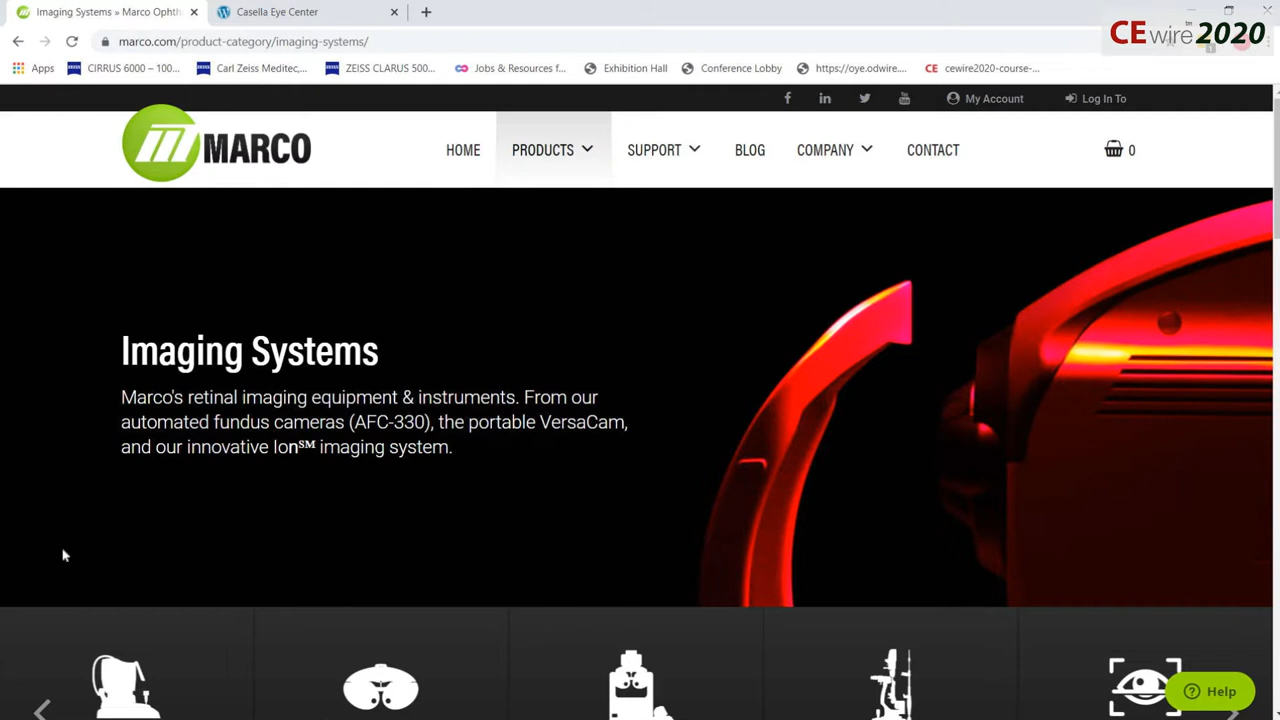 Imaging Systems » Marco Ophth
Casella Eye Center
CEwire™2020
marco.com/product-category/imaging-systems/
Apps
CIRRUS 6000 – 100...
Carl Zeiss Meditec,...
ZEISS CLARUS 500...
Jobs & Resources f...
Exhibition Hall
Conference Lobby
https://oye.odwire....
CE cewire2020-course-...
My Account
Log In To
MARCO
HOME
PRODUCTS
SUPPORT
BLOG
COMPANY
CONTACT
0
Imaging Systems
Marco's retinal imaging equipment & instruments. From our
automated fundus cameras (AFC-330), the portable VersaCam,
and our innovative Ion℠ imaging system.
Help